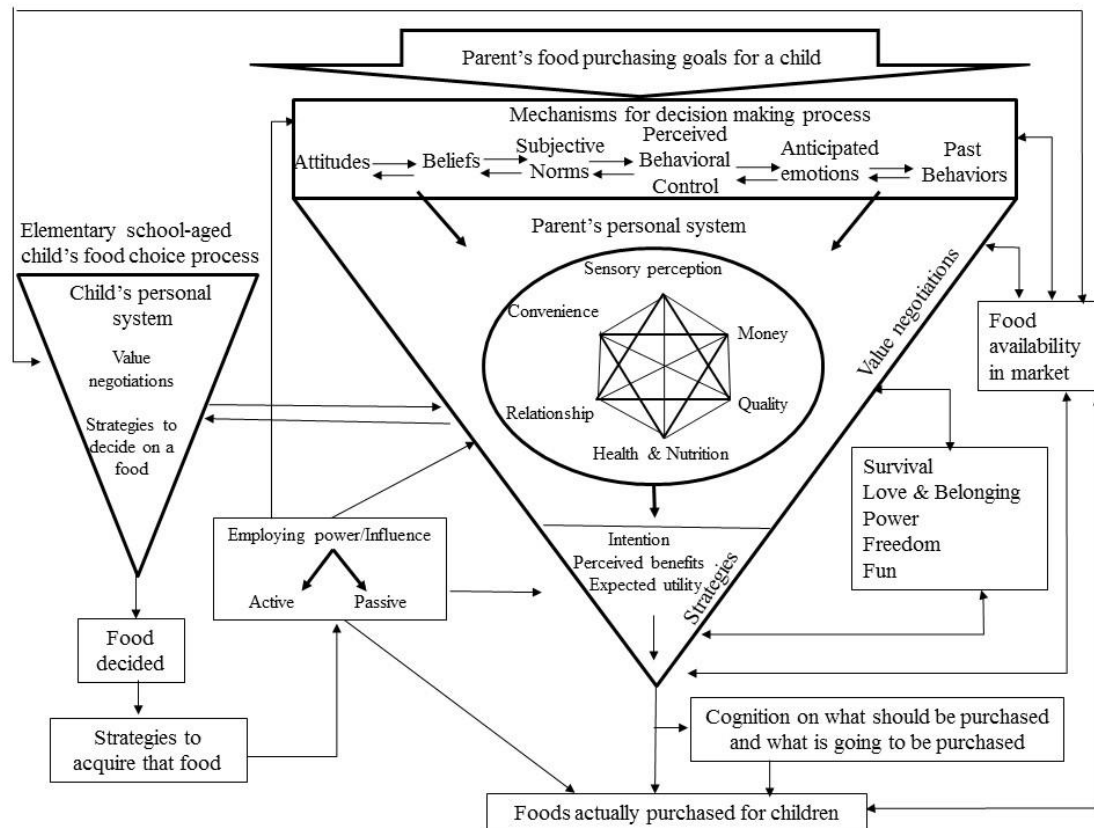 Parent's food purchasing goals for a child
Mechanisms for decision making process
Attitudes
Beliefs
Subjective
Norms
Perceived
Behavioral
Control
Anticipated
emotions
Past
Behaviors
Elementary school-aged
child's food choice process
Child's personal
system
Value
negotiations
Strategies to
decide on a
food
Parent's personal system
Sensory perception
Convenience
Money
Relationship
Quality
Health & Nutrition
Value negotiations
Food
availability
in market
Survival
Love & Belonging
Power
Freedom
Fun
Intention
Perceived benefits
Expected utility
Strategies
Employing power/Influence
Active
Passive
Food
decided
Strategies to
acquire that food
Cognition on what should be purchased
and what is going to be purchased
Foods actually purchased for children